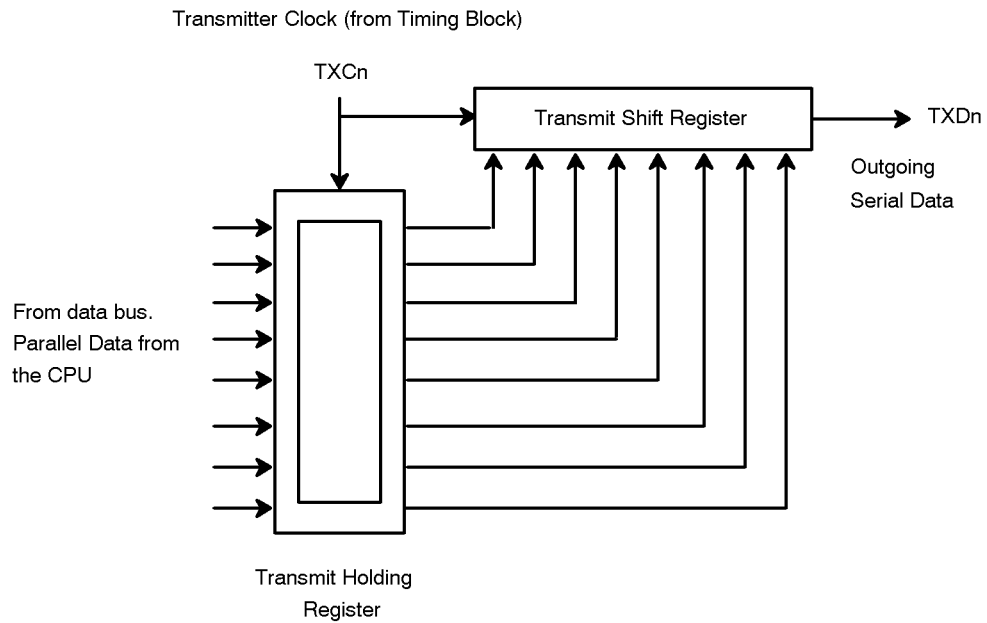 Transmitter Clock (from Timing Block)
TXCn
Transmit Shift Register
TXDn
Outgoing
Serial Data
From data bus.
Parallel Data from
the CPU
Transmit Holding
Register